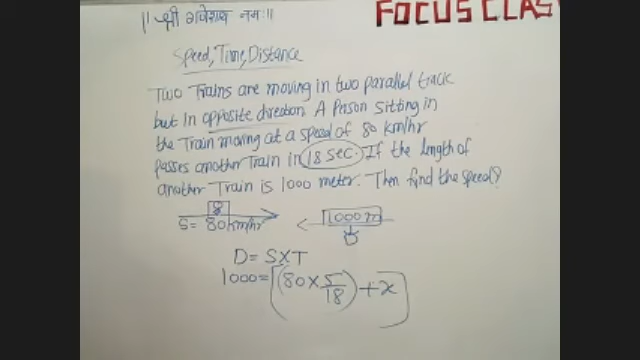 || श्री गणेशाय नमः ||
FOCUS CLAS
Speed, Time, Distance
Two Trains are moving in two parallel track
but in opposite direction. A Person sitting in
the Train moving at a speed of 80 km/hr
passes another Train in 18 sec. If the length of
another Train is 1000 meter. Then find the speed?
S = 80 km/hr
1000 m
D = S X T
1000 = [(80 × 5/18) + x]